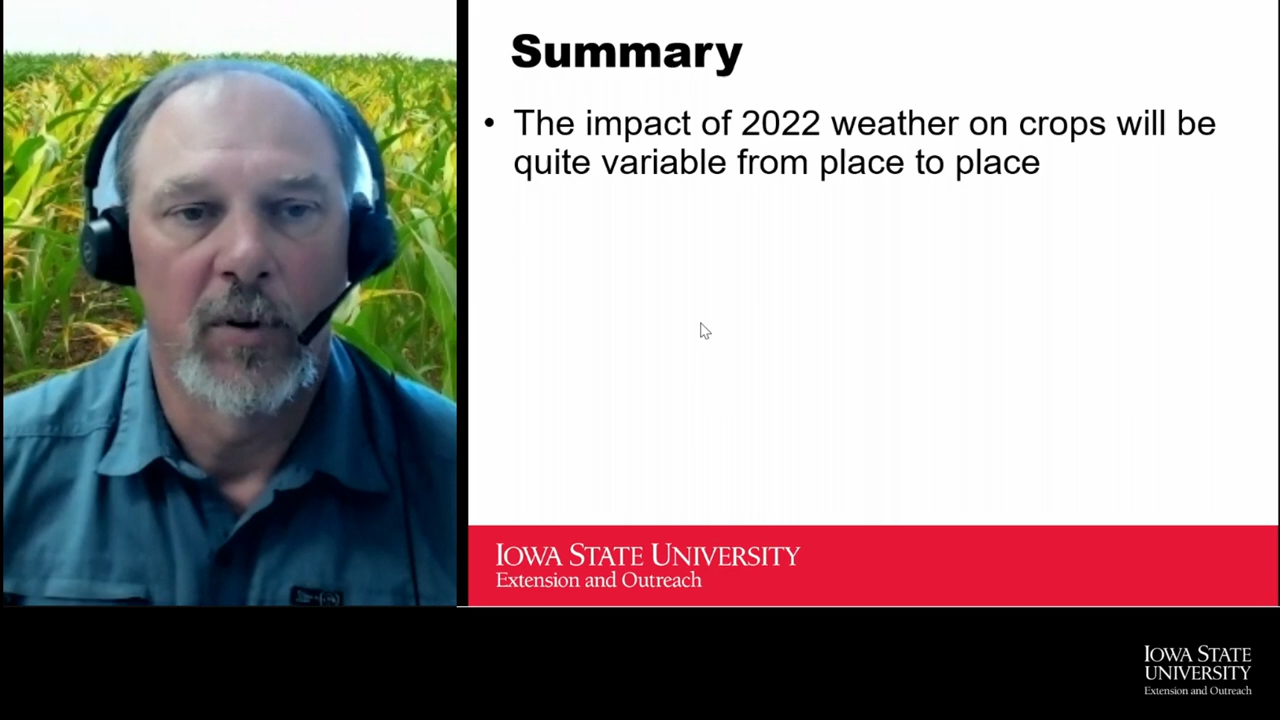 Summary
• The impact of 2022 weather on crops will be
quite variable from place to place
IOWA STATE UNIVERSITY
Extension and Outreach
IOWA STATE
UNIVERSITY
Extension and Outreach